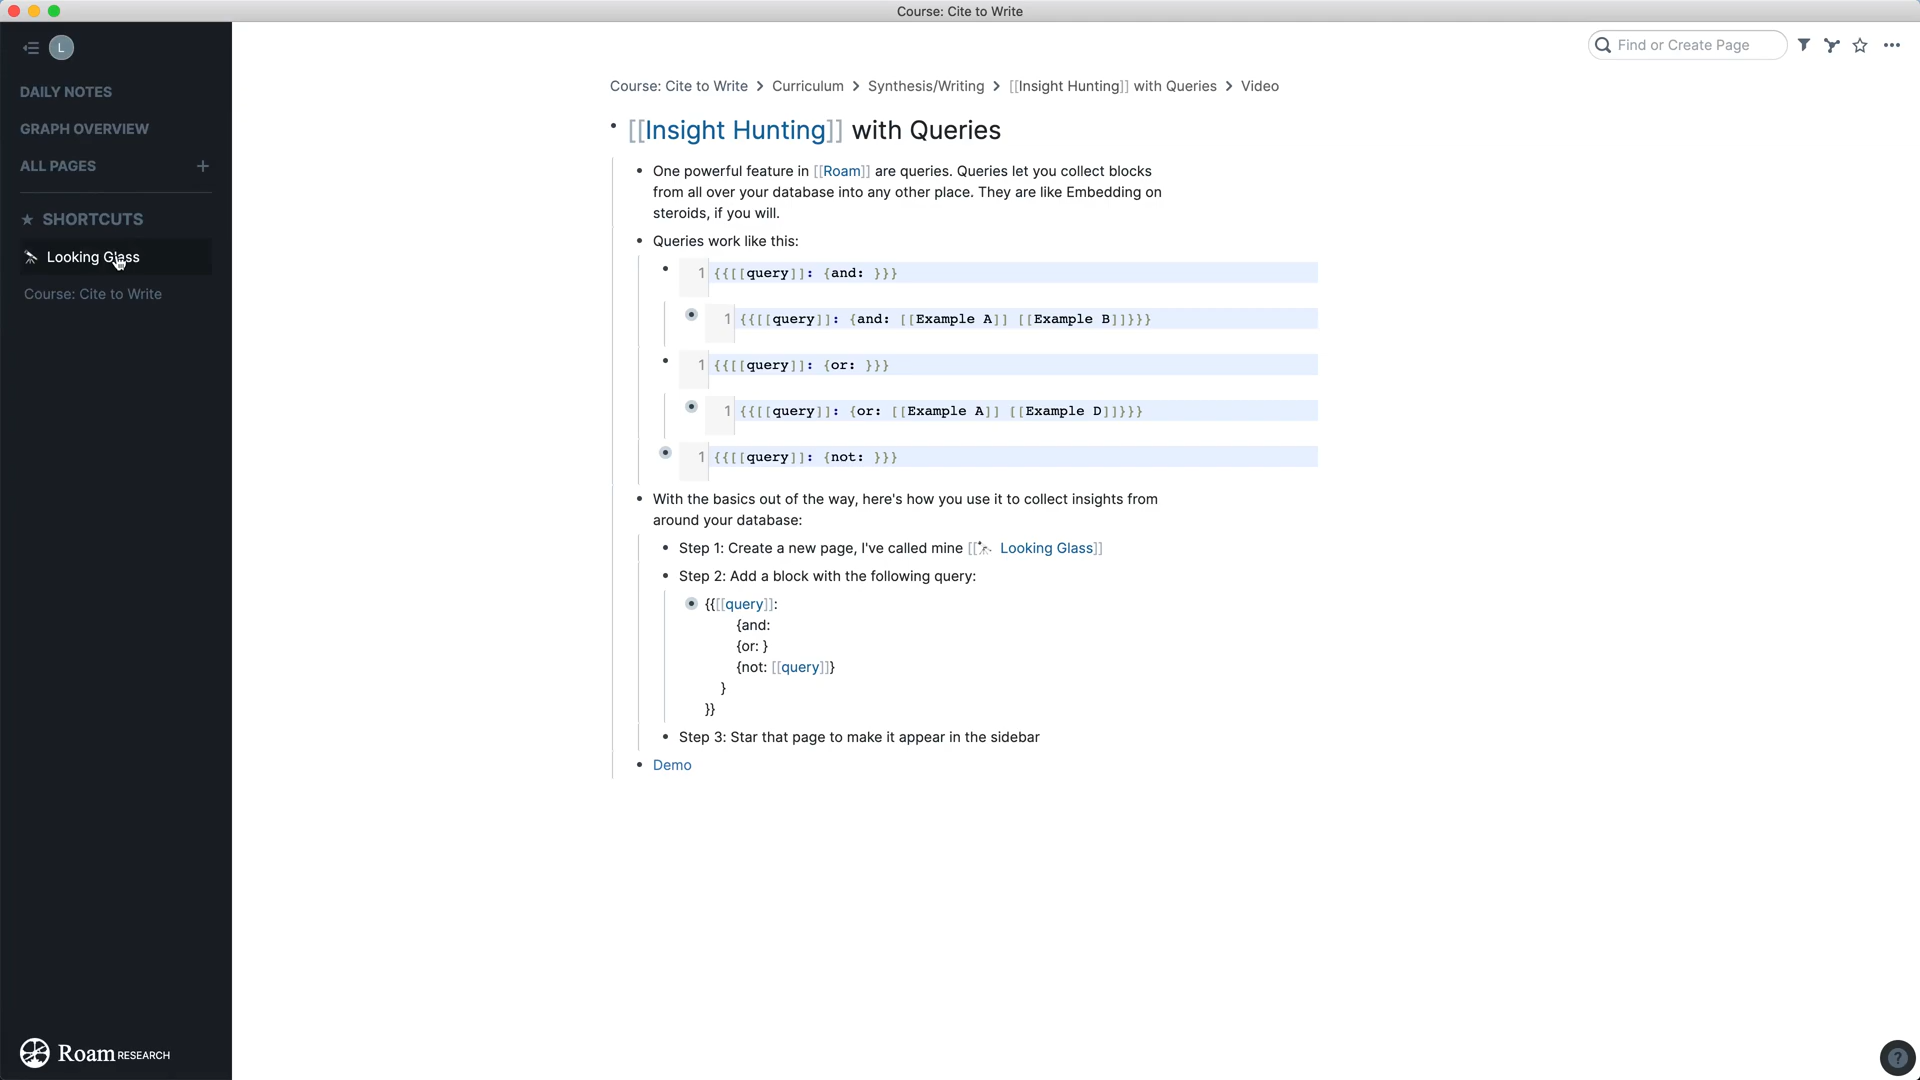 Course: Cite to Write
L
Find or Create Page
DAILY NOTES
GRAPH OVERVIEW
ALL PAGES +
★ SHORTCUTS
Looking Glass
Course: Cite to Write
Course: Cite to Write > Curriculum > Synthesis/Writing > [[Insight Hunting]] with Queries > Video
[[Insight Hunting]] with Queries
One powerful feature in [[Roam]] are queries. Queries let you collect blocks
from all over your database into any other place. They are like Embedding on
steroids, if you will.
Queries work like this:
1 {{[[query]]: {and: }}}
1 {{[[query]]: {and: [[Example A]] [[Example B]]}}}
1 {{[[query]]: {or: }}}
1 {{[[query]]: {or: [[Example A]] [[Example D]]}}}
1 {{[[query]]: {not: }}}
With the basics out of the way, here's how you use it to collect insights from
around your database:
Step 1: Create a new page, I've called mine [[🔭 Looking Glass]]
Step 2: Add a block with the following query:
{{[[query]]:
{and:
{or: }
{not: [[query]]}
}
}}
Step 3: Star that page to make it appear in the sidebar
Demo
Roam RESEARCH
?